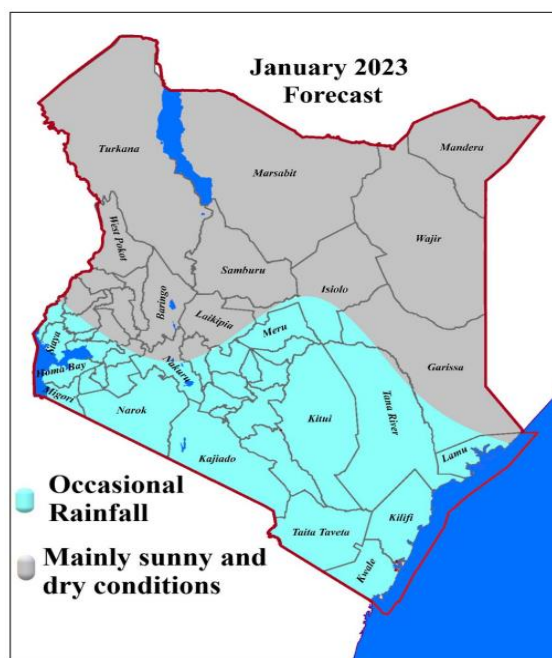 January 2023
Forecast
Mandera
Turkana
Marsabit
Wajir
West Pokot
Samburu
Baringo
Isiolo
Laikipia
Meru
Siaya
Nakuru
Homa Bay
Garissa
Migori
Narok
Kitui
Tana River
Kajiado
Lamu
Occasional
Rainfall
Taita Taveta
Kilifi
Mainly sunny and
dry conditions
Kwale